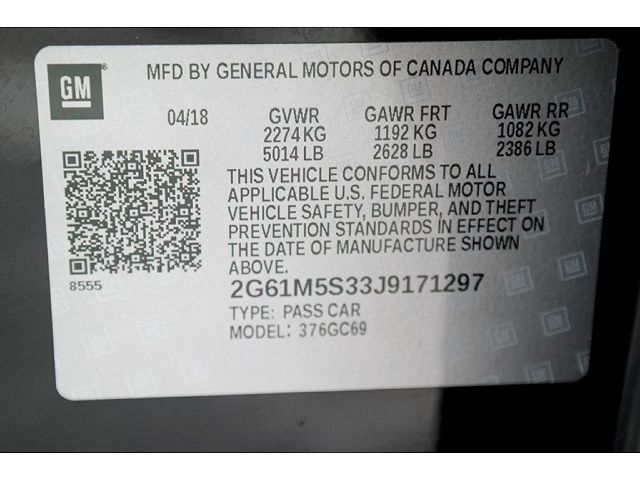 GM
MFD BY GENERAL MOTORS OF CANADA COMPANY
04/18 GVWR GAWR FRT GAWR RR
2274 KG 1192 KG 1082 KG
5014 LB 2628 LB 2386 LB
THIS VEHICLE CONFORMS TO ALL
APPLICABLE U.S. FEDERAL MOTOR
VEHICLE SAFETY, BUMPER, AND THEFT
PREVENTION STANDARDS IN EFFECT ON
THE DATE OF MANUFACTURE SHOWN
ABOVE.
8555
2G61M5S33J9171297
TYPE: PASS CAR
MODEL: 376GC69